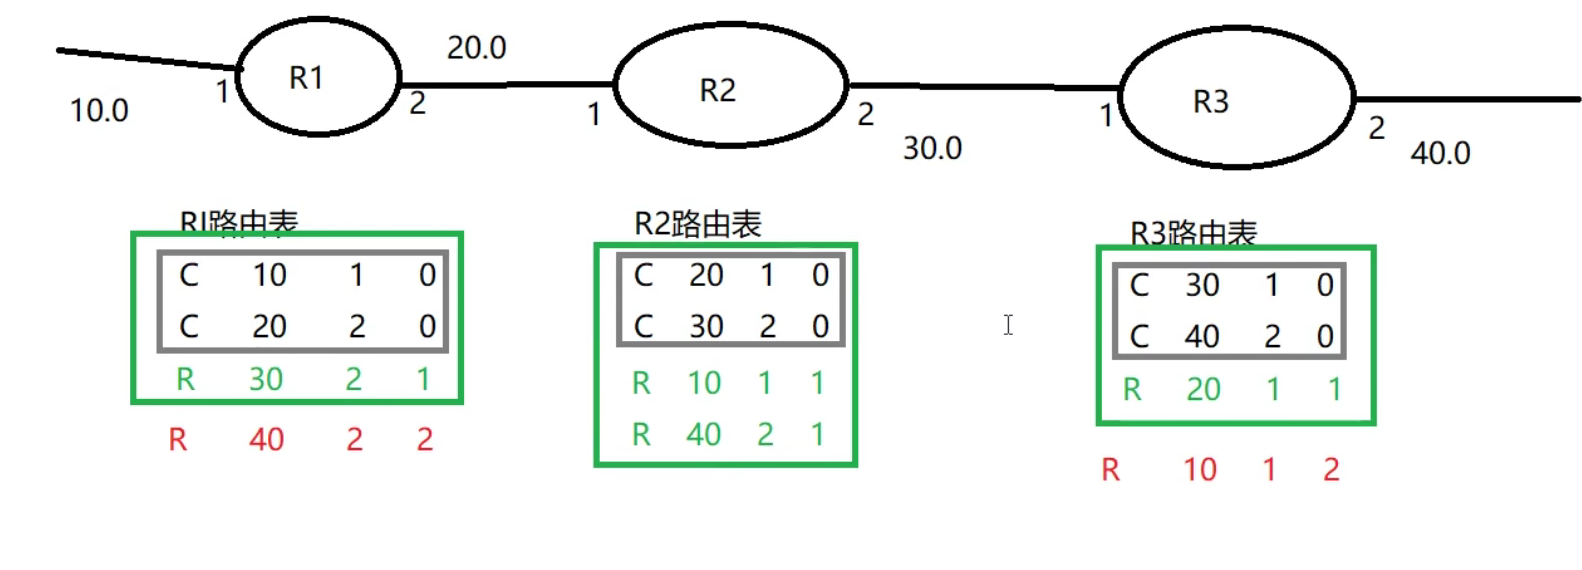 20.0
R1
R2
R3
10.0
1
2
1
2
1
2
30.0
40.0
R1路由表
C 10 1 0
C 20 2 0
R 30 2 1
R 40 2 2
R2路由表
C 20 1 0
C 30 2 0
R 10 1 1
R 40 2 1
R3路由表
C 30 1 0
C 40 2 0
R 20 1 1
R 10 1 2